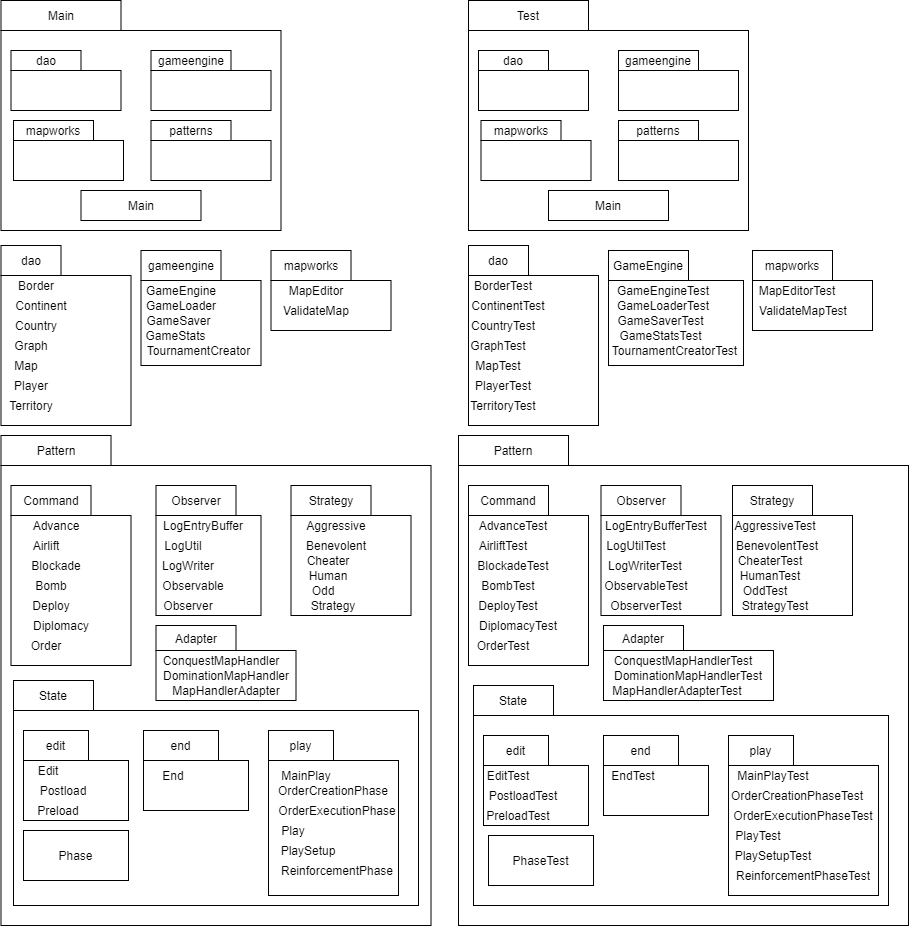 Main
dao
gameengine
mapworks
patterns
Main
Test
dao
gameengine
mapworks
patterns
Main
dao
Border
Continent
Country
Graph
Map
Player
Territory
gameengine
GameEngine
GameLoader
GameSaver
GameStats
TournamentCreator
mapworks
MapEditor
ValidateMap
dao
BorderTest
ContinentTest
CountryTest
GraphTest
MapTest
PlayerTest
TerritoryTest
GameEngine
GameEngineTest
GameLoaderTest
GameSaverTest
GameStatsTest
TournamentCreatorTest
mapworks
MapEditorTest
ValidateMapTest
Pattern
Command
Advance
Airlift
Blockade
Bomb
Deploy
Diplomacy
Order
Observer
LogEntryBuffer
LogUtil
LogWriter
Observable
Observer
Strategy
Aggressive
Benevolent
Cheater
Human
Odd
Strategy
Adapter
ConquestMapHandler
DominationMapHandler
MapHandlerAdapter
State
edit
Edit
Postload
Preload
end
End
play
MainPlay
OrderCreationPhase
OrderExecutionPhase
Play
PlaySetup
ReinforcementPhase
Phase
Pattern
Command
AdvanceTest
AirliftTest
BlockadeTest
BombTest
DeployTest
DiplomacyTest
OrderTest
Observer
LogEntryBufferTest
LogUtilTest
LogWriterTest
ObservableTest
ObserverTest
Strategy
AggressiveTest
BenevolentTest
CheaterTest
HumanTest
OddTest
StrategyTest
Adapter
ConquestMapHandlerTest
DominationMapHandlerTest
MapHandlerAdapterTest
State
edit
EditTest
PostloadTest
PreloadTest
end
EndTest
play
MainPlayTest
OrderCreationPhaseTest
OrderExecutionPhaseTest
PlayTest
PlaySetupTest
ReinforcementPhaseTest
PhaseTest